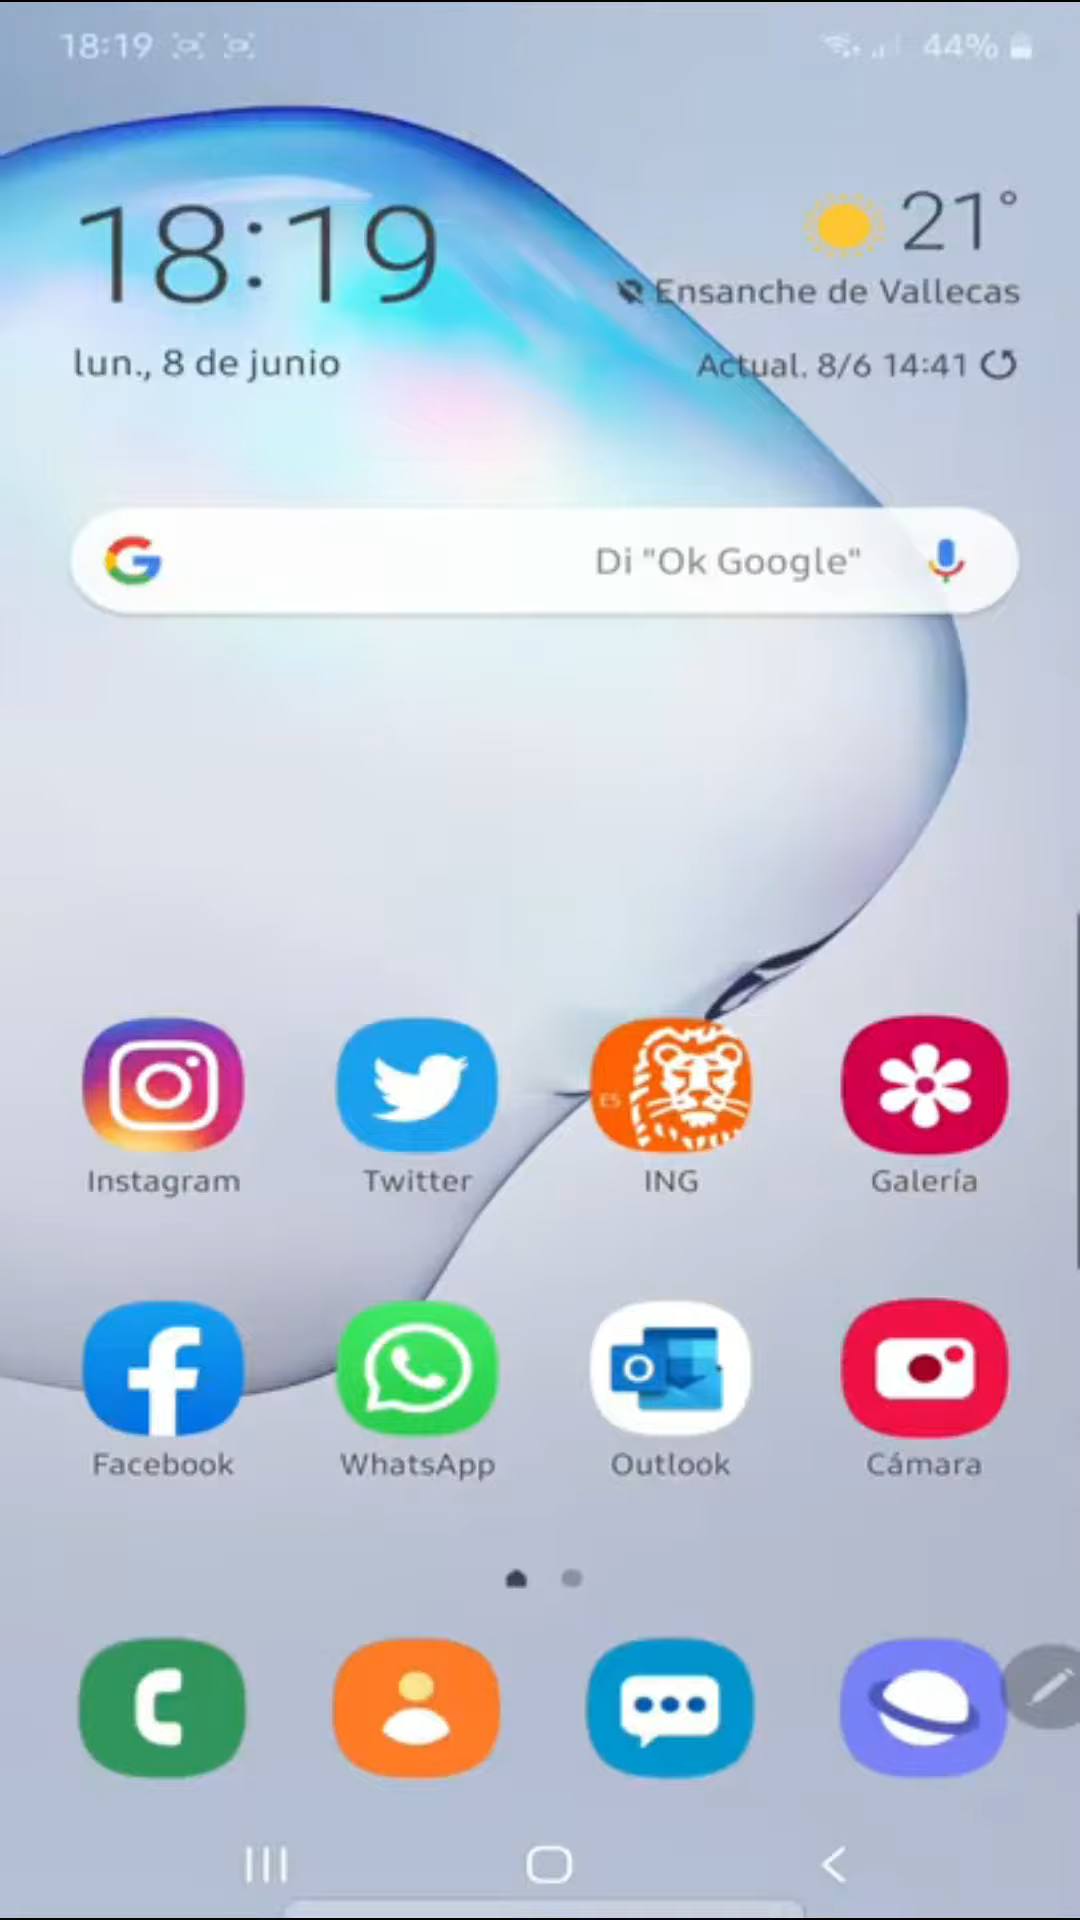 18:19
44%
18:19
21°
Ensanche de Vallecas
lun., 8 de junio
Actual. 8/6 14:41
Di "Ok Google"
Instagram
Twitter
ES
ING
Galería
Facebook
WhatsApp
Outlook
Cámara